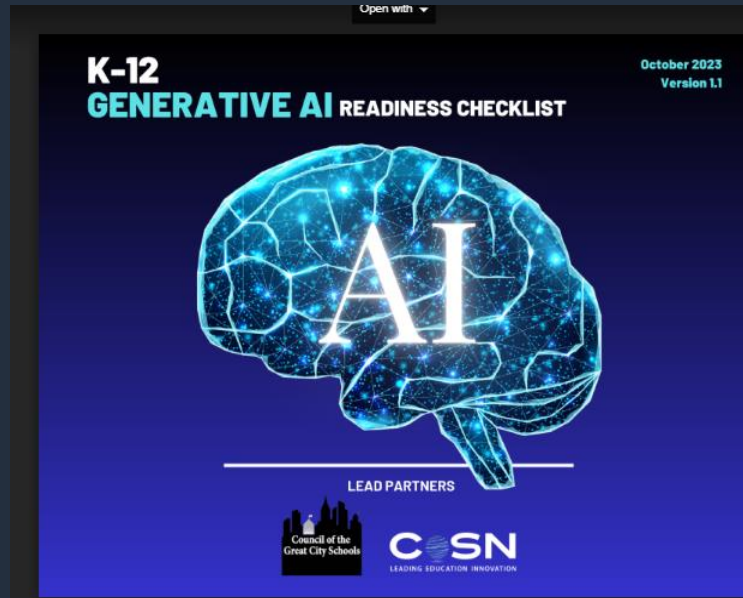 Open with
K-12
GENERATIVE AI READINESS CHECKLIST
October 2023
Version 1.1
AI
LEAD PARTNERS
Council of the
Great City Schools
COSN
LEADING EDUCATION INNOVATION